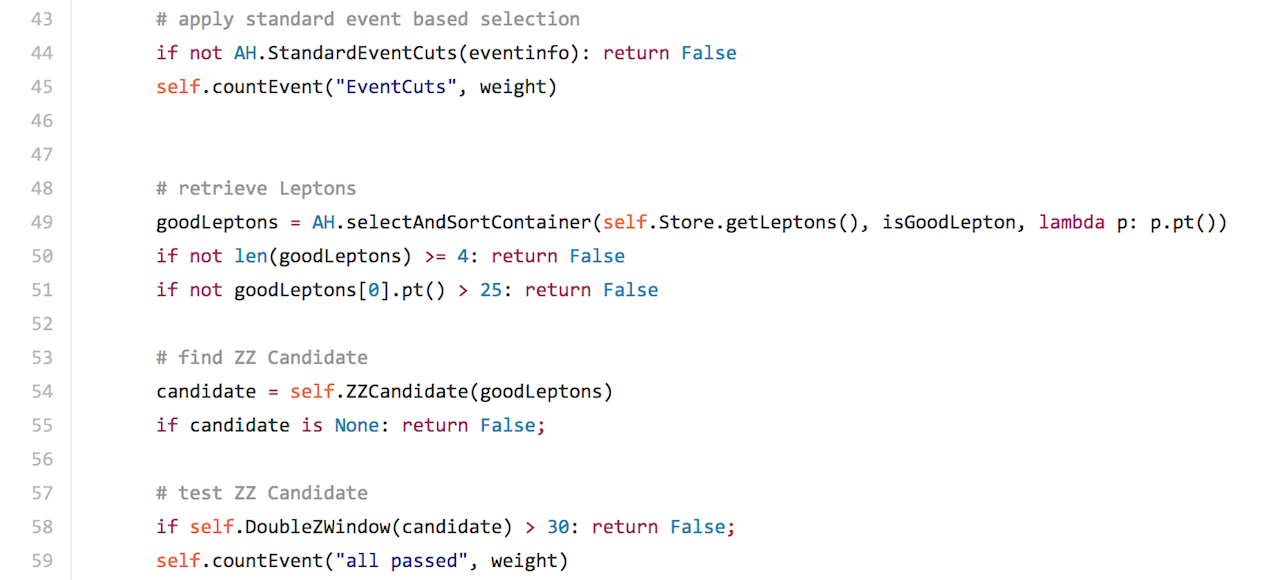 43 # apply standard event based selection
44 if not AH.StandardEventCuts(eventinfo): return False
45 self.countEvent("EventCuts", weight)
46
47
48 # retrieve Leptons
49 goodLeptons = AH.selectAndSortContainer(self.Store.getLeptons(), isGoodLepton, lambda p: p.pt())
50 if not len(goodLeptons) >= 4: return False
51 if not goodLeptons[0].pt() > 25: return False
52
53 # find ZZ Candidate
54 candidate = self.ZZCandidate(goodLeptons)
55 if candidate is None: return False;
56
57 # test ZZ Candidate
58 if self.DoubleZWindow(candidate) > 30: return False;
59 self.countEvent("all passed", weight)